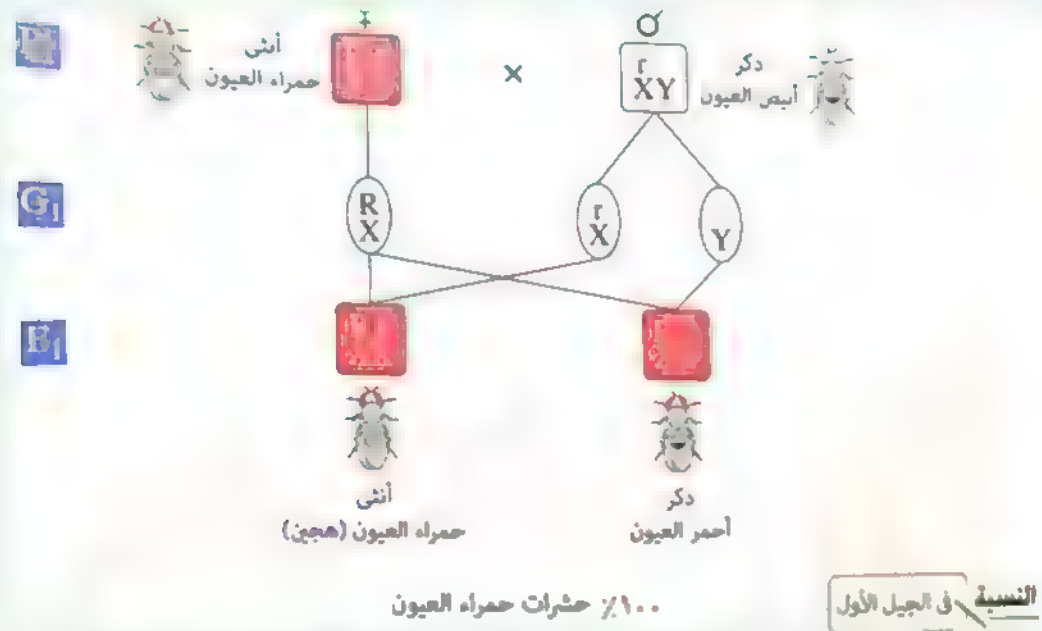 ♀ ♂
أنثى
حمراء العيون
×
r
XY
ذكر
أبيض العيون
G1
R
X
r
X
Y
F1
أنثى
حمراء العيون (هجين)
ذكر
أحمر العيون
النسبة فى الجيل الأول
١٠٠٪ حشرات حمراء العيون